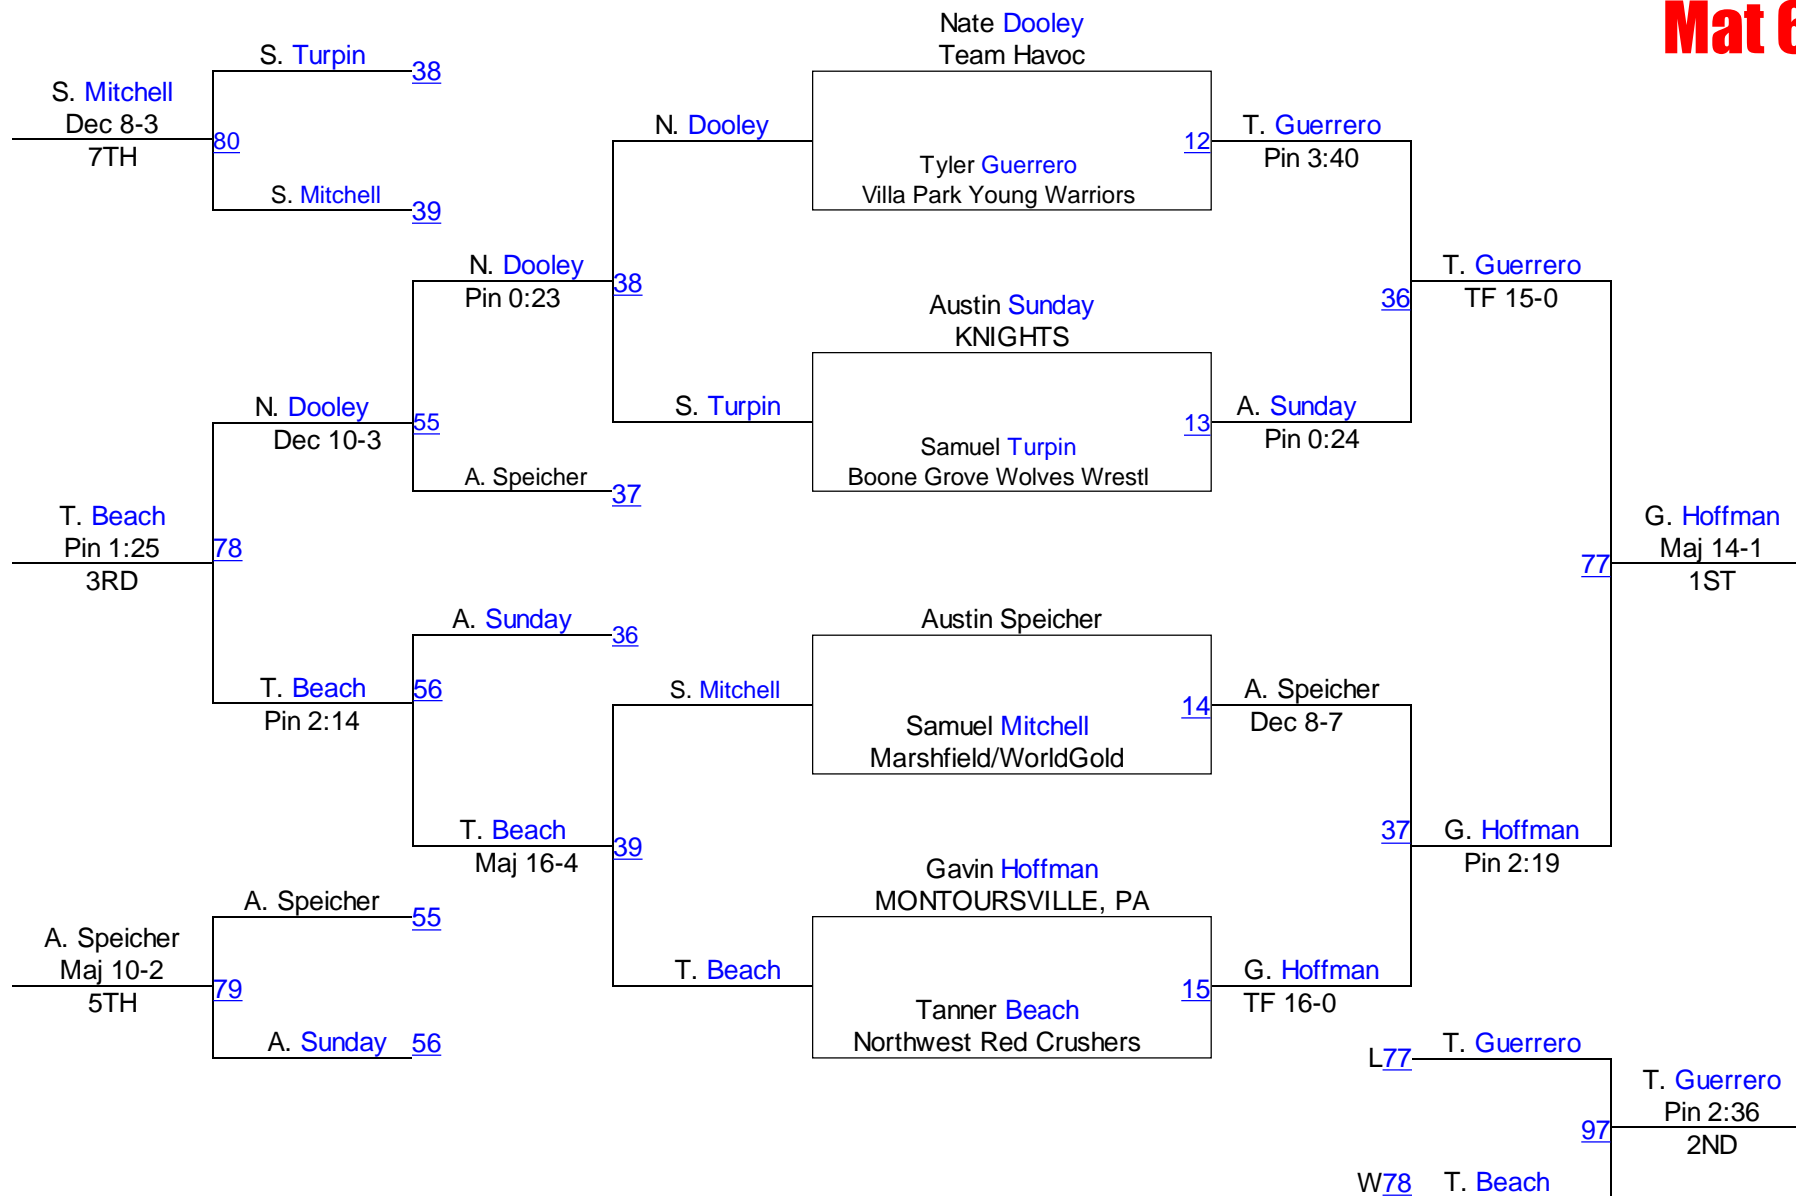 Mat 6
Nate Dooley
Team Havoc
S. Turpin
38
S. Mitchell
Dec 8-3
7TH
80
S. Mitchell
39
N. Dooley
12
T. Guerrero
Pin 3:40
Tyler Guerrero
Villa Park Young Warriors
N. Dooley
Pin 0:23
38
T. Guerrero
TF 15-0
36
Austin Sunday
KNIGHTS
N. Dooley
Dec 10-3
55
S. Turpin
13
A. Sunday
Pin 0:24
Samuel Turpin
Boone Grove Wolves Wrestl
A. Speicher
37
T. Beach
Pin 1:25
3RD
78
G. Hoffman
Maj 14-1
1ST
77
A. Sunday
36
Austin Speicher
T. Beach
Pin 2:14
56
S. Mitchell
14
A. Speicher
Dec 8-7
Samuel Mitchell
Marshfield/WorldGold
T. Beach
Maj 16-4
39
37
G. Hoffman
Pin 2:19
Gavin Hoffman
MONTOURSVILLE, PA
A. Speicher
55
A. Speicher
Maj 10-2
5TH
79
T. Beach
15
G. Hoffman
TF 16-0
Tanner Beach
Northwest Red Crushers
A. Sunday
56
L77
T. Guerrero
T. Guerrero
Pin 2:36
2ND
97
W78
T. Beach